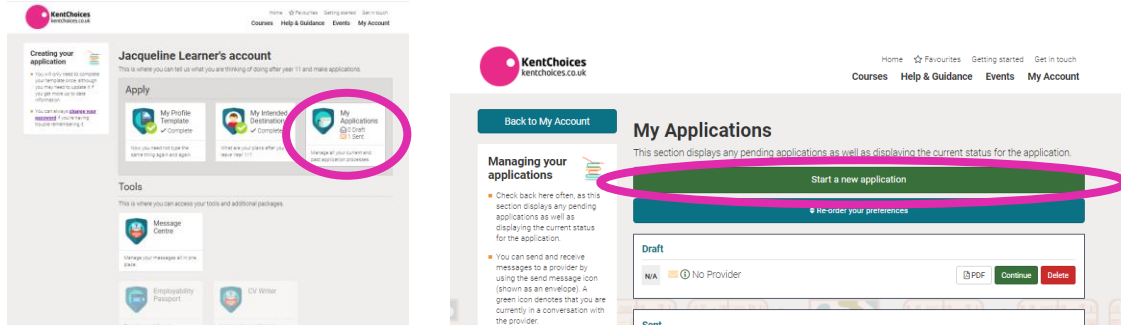 KentChoices
kentchoices.co.uk
Home Favourites Getting started Get in touch
Courses Help & Guidance Events My Account
Creating your
application
You will only need to complete
your template once, although
you may need to update it if
you get more up to date
information.
You can always change your
password if you're having
trouble remembering it.
Jacqueline Learner's account
This is where you can tell us what you are thinking of doing after year 11 and make applications.
Apply
My Profile
Template
Complete
Now you need not type the
same thing again and again.
My Intended
Destination
Complete
What are your plans after you
leave Year 11?
My
Applications
0 Draft
1 Sent
Manage all your current and
past application processes.
Tools
This is where you can access your tools and additional packages.
Message
Centre
Manage your messages all in one
place.
Employability
Passport
CV Writer
KentChoices
kentchoices.co.uk
Home Favourites Getting started Get in touch
Courses Help & Guidance Events My Account
Back to My Account
Managing your
applications
Check back here often, as this
section displays any pending
applications as well as
displaying the current status
for the application.
You can send and receive
messages to a provider by
using the send message icon
(shown as an envelope). A
green icon denotes that you are
currently in a conversation with
the provider.
My Applications
This section displays any pending applications as well as displaying the current status for the application.
Start a new application
Re-order your preferences
Draft
N/A No Provider PDF Continue Delete
Sent